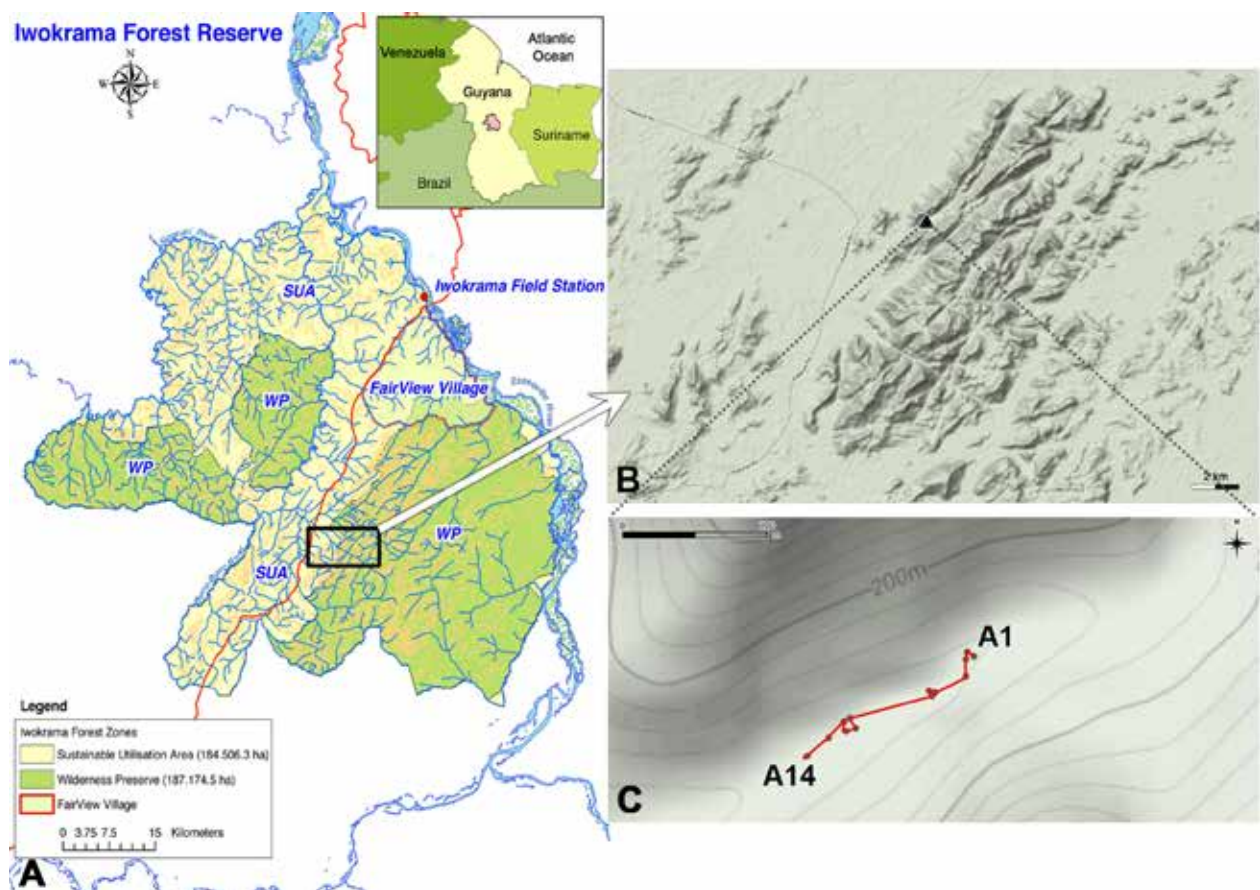 Iwokrama Forest Reserve
N
W
E
S
Venezuela
Atlantic
Ocean
Guyana
Suriname
Brazil
SUA
Iwokrama Field Station
FairView Village
WP
WP
WP
SUA
Legend
Iwokrama Forest Zones
Sustainable Utilisation Area (184.506.3 ha)
Wilderness Preserve (187.174.5 ha)
FairView Village
0 3.75 7.5 15 Kilometers
A
2 km
B
200m
A1
A14
C